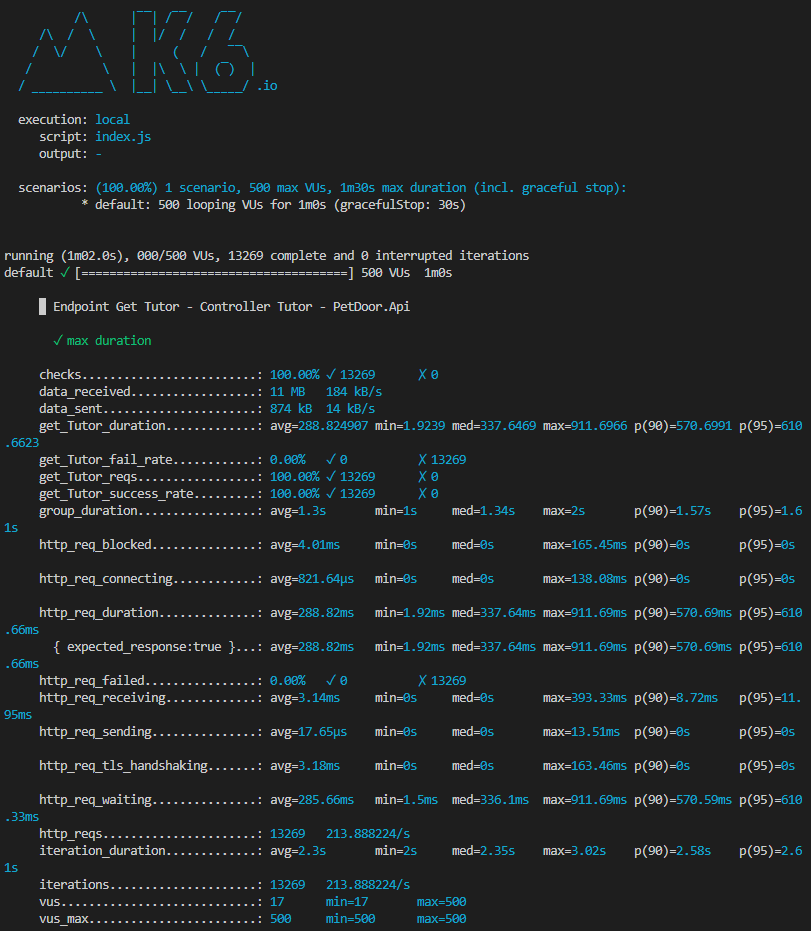 .io
execution: local
script: index.js
output: -
scenarios: (100.00%) 1 scenario, 500 max VUs, 1m30s max duration (incl. graceful stop):
* default: 500 looping VUs for 1m0s (gracefulStop: 30s)
running (1m02.0s), 000/500 VUs, 13269 complete and 0 interrupted iterations
default ✓ [======================================] 500 VUs  1m0s
█ Endpoint Get Tutor - Controller Tutor - PetDoor.Api
✓ max duration
checks.........................: 100.00% ✓ 13269      ✗ 0
data_received..................: 11 MB   184 kB/s
data_sent......................: 874 kB  14 kB/s
get_Tutor_duration.............: avg=288.824907 min=1.9239 med=337.6469 max=911.6966 p(90)=570.6991 p(95)=610
.6623
get_Tutor_fail_rate............: 0.00%   ✓ 0          ✗ 13269
get_Tutor_reqs.................: 100.00% ✓ 13269      ✗ 0
get_Tutor_success_rate.........: 100.00% ✓ 13269      ✗ 0
group_duration.................: avg=1.3s       min=1s     med=1.34s    max=2s       p(90)=1.57s    p(95)=1.6
1s
http_req_blocked...............: avg=4.01ms     min=0s     med=0s       max=165.45ms p(90)=0s       p(95)=0s
http_req_connecting............: avg=821.64µs   min=0s     med=0s       max=138.08ms p(90)=0s       p(95)=0s
http_req_duration..............: avg=288.82ms   min=1.92ms med=337.64ms max=911.69ms p(90)=570.69ms p(95)=610
.66ms
{ expected_response:true }...: avg=288.82ms   min=1.92ms med=337.64ms max=911.69ms p(90)=570.69ms p(95)=610
.66ms
http_req_failed................: 0.00%   ✓ 0          ✗ 13269
http_req_receiving.............: avg=3.14ms     min=0s     med=0s       max=393.33ms p(90)=8.72ms   p(95)=11.
95ms
http_req_sending...............: avg=17.65µs    min=0s     med=0s       max=13.51ms  p(90)=0s       p(95)=0s
http_req_tls_handshaking.......: avg=3.18ms     min=0s     med=0s       max=163.46ms p(90)=0s       p(95)=0s
http_req_waiting...............: avg=285.66ms   min=1.5ms  med=336.1ms  max=911.69ms p(90)=570.59ms p(95)=610
.33ms
http_reqs......................: 13269   213.888224/s
iteration_duration.............: avg=2.3s       min=2s     med=2.35s    max=3.02s    p(90)=2.58s    p(95)=2.6
1s
iterations.....................: 13269   213.888224/s
vus............................: 17      min=17       max=500
vus_max........................: 500     min=500      max=500